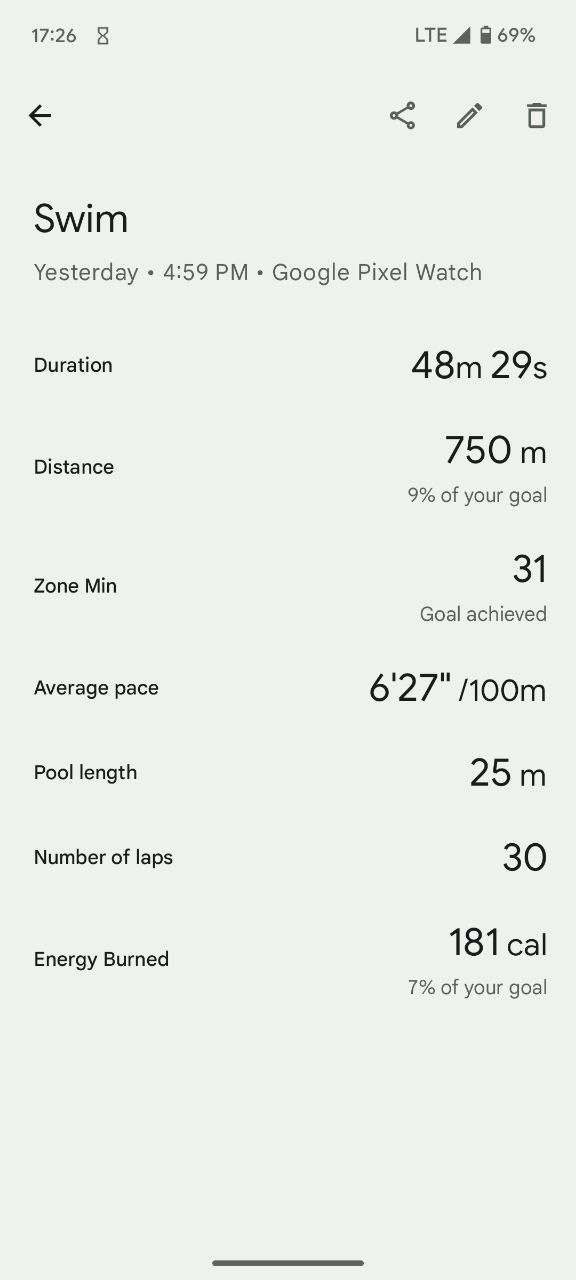 17:26 LTE 69%
Swim
Yesterday • 4:59 PM • Google Pixel Watch
Duration 48m 29s
Distance 750 m
9% of your goal
Zone Min 31
Goal achieved
Average pace 6'27" /100m
Pool length 25 m
Number of laps 30
Energy Burned 181 cal
7% of your goal